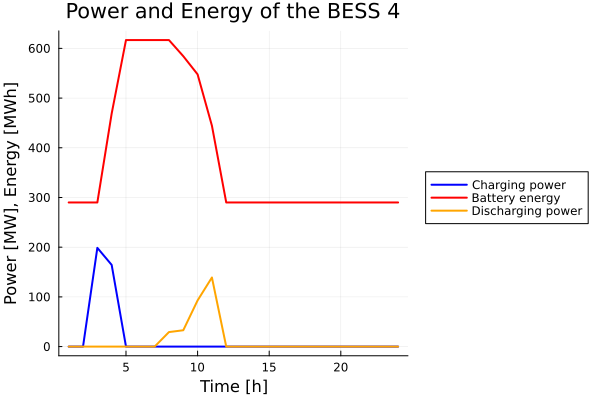 Power and Energy of the BESS 4
Power [MW], Energy [MWh]
600
500
400
300
200
100
0
5
10
15
20
Time [h]
Charging power
Battery energy
Discharging power